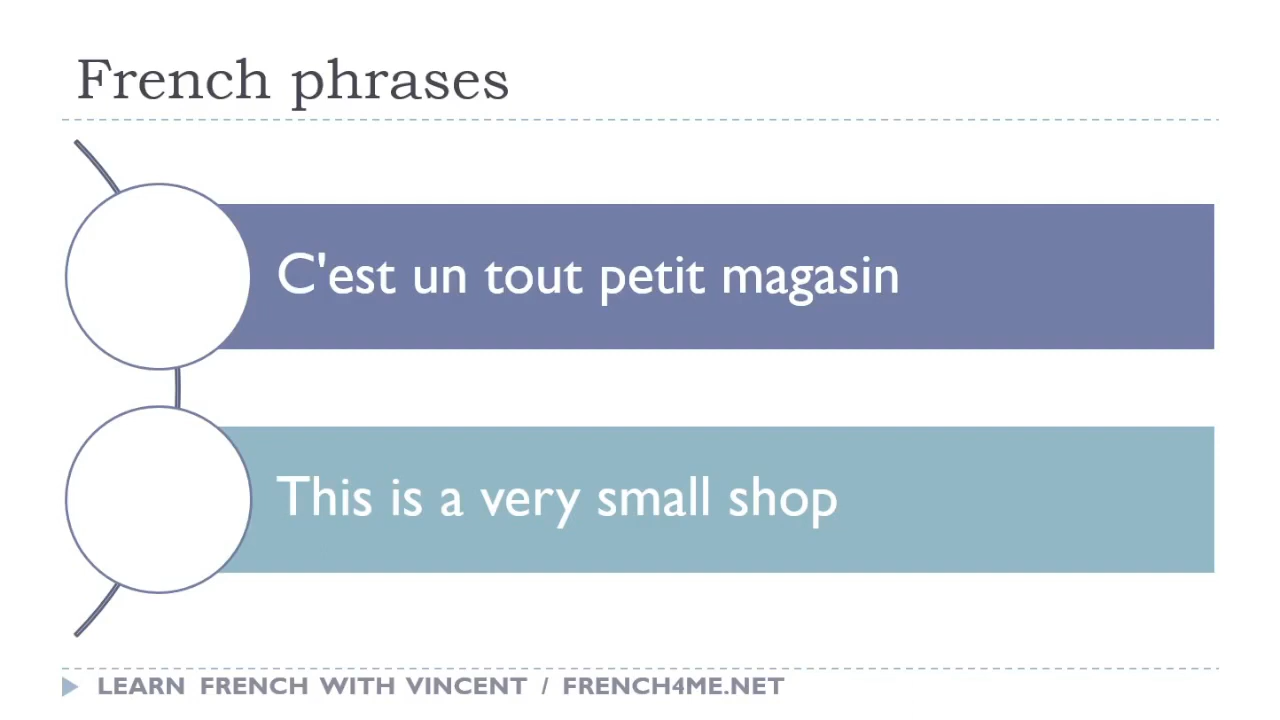 French phrases
C'est un tout petit magasin
This is a very small shop
LEARN FRENCH WITH VINCENT / FRENCH4ME.NET